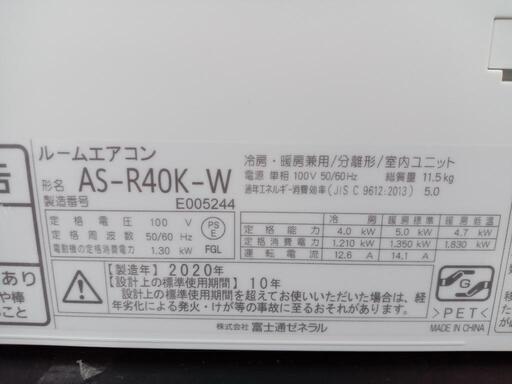 告
ルームエアコン
形名 AS-R40K-W
製造番号 E005244
冷房・暖房兼用/分離形/室内ユニット
電源 単相 100V 50/60Hz 総質量 11.5kg
通年エネルギー消費効率(JIS C 9612:2013) 5.0
定格電圧 100 V
定格周波数 50/60 Hz
電動機の定格消費電力 1.30 kW
PS
E
FGL
冷房 暖房標準 暖房低温
定格能力 4.0 kW 5.0 kW 4.7 kW
定格消費電力 1,210 kW 1,350 kW 1,830 kW
運転電流 12.6 A 14.1 A
【製造年】2020年
【設計上の標準使用期間】10年
設計上の標準使用期間を超えてお使いいただいた場合は、経
年劣化による発火・けが等の事故に至るおそれがあります。
株式会社 富士通ゼネラル
G
>PET<
MADE IN CHINA
あり
や棒
ること